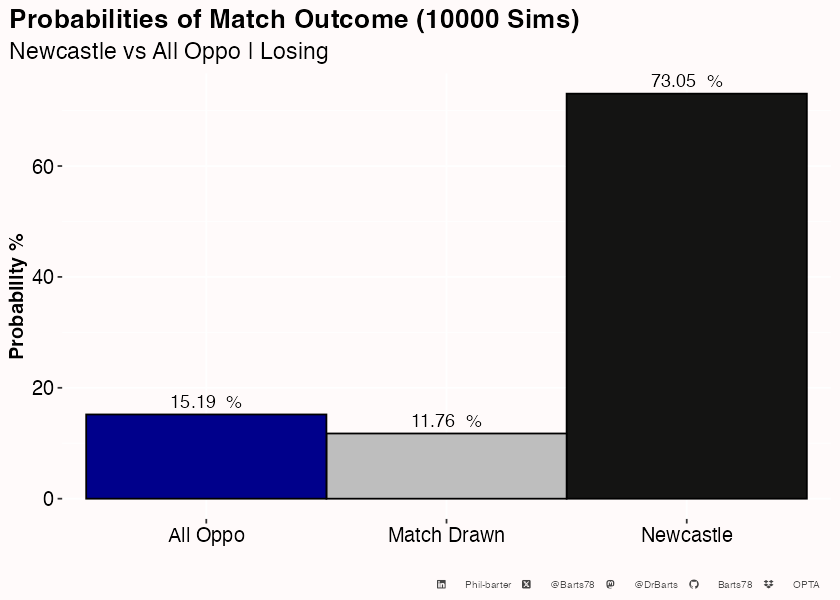 Probabilities of Match Outcome (10000 Sims)
Newcastle vs All Oppo | Losing
73.05 %
60
Probability %
40
20
15.19 %
11.76 %
0
All Oppo Match Drawn Newcastle
Phil-barter @Barts78 @DrBarts Barts78 OPTA